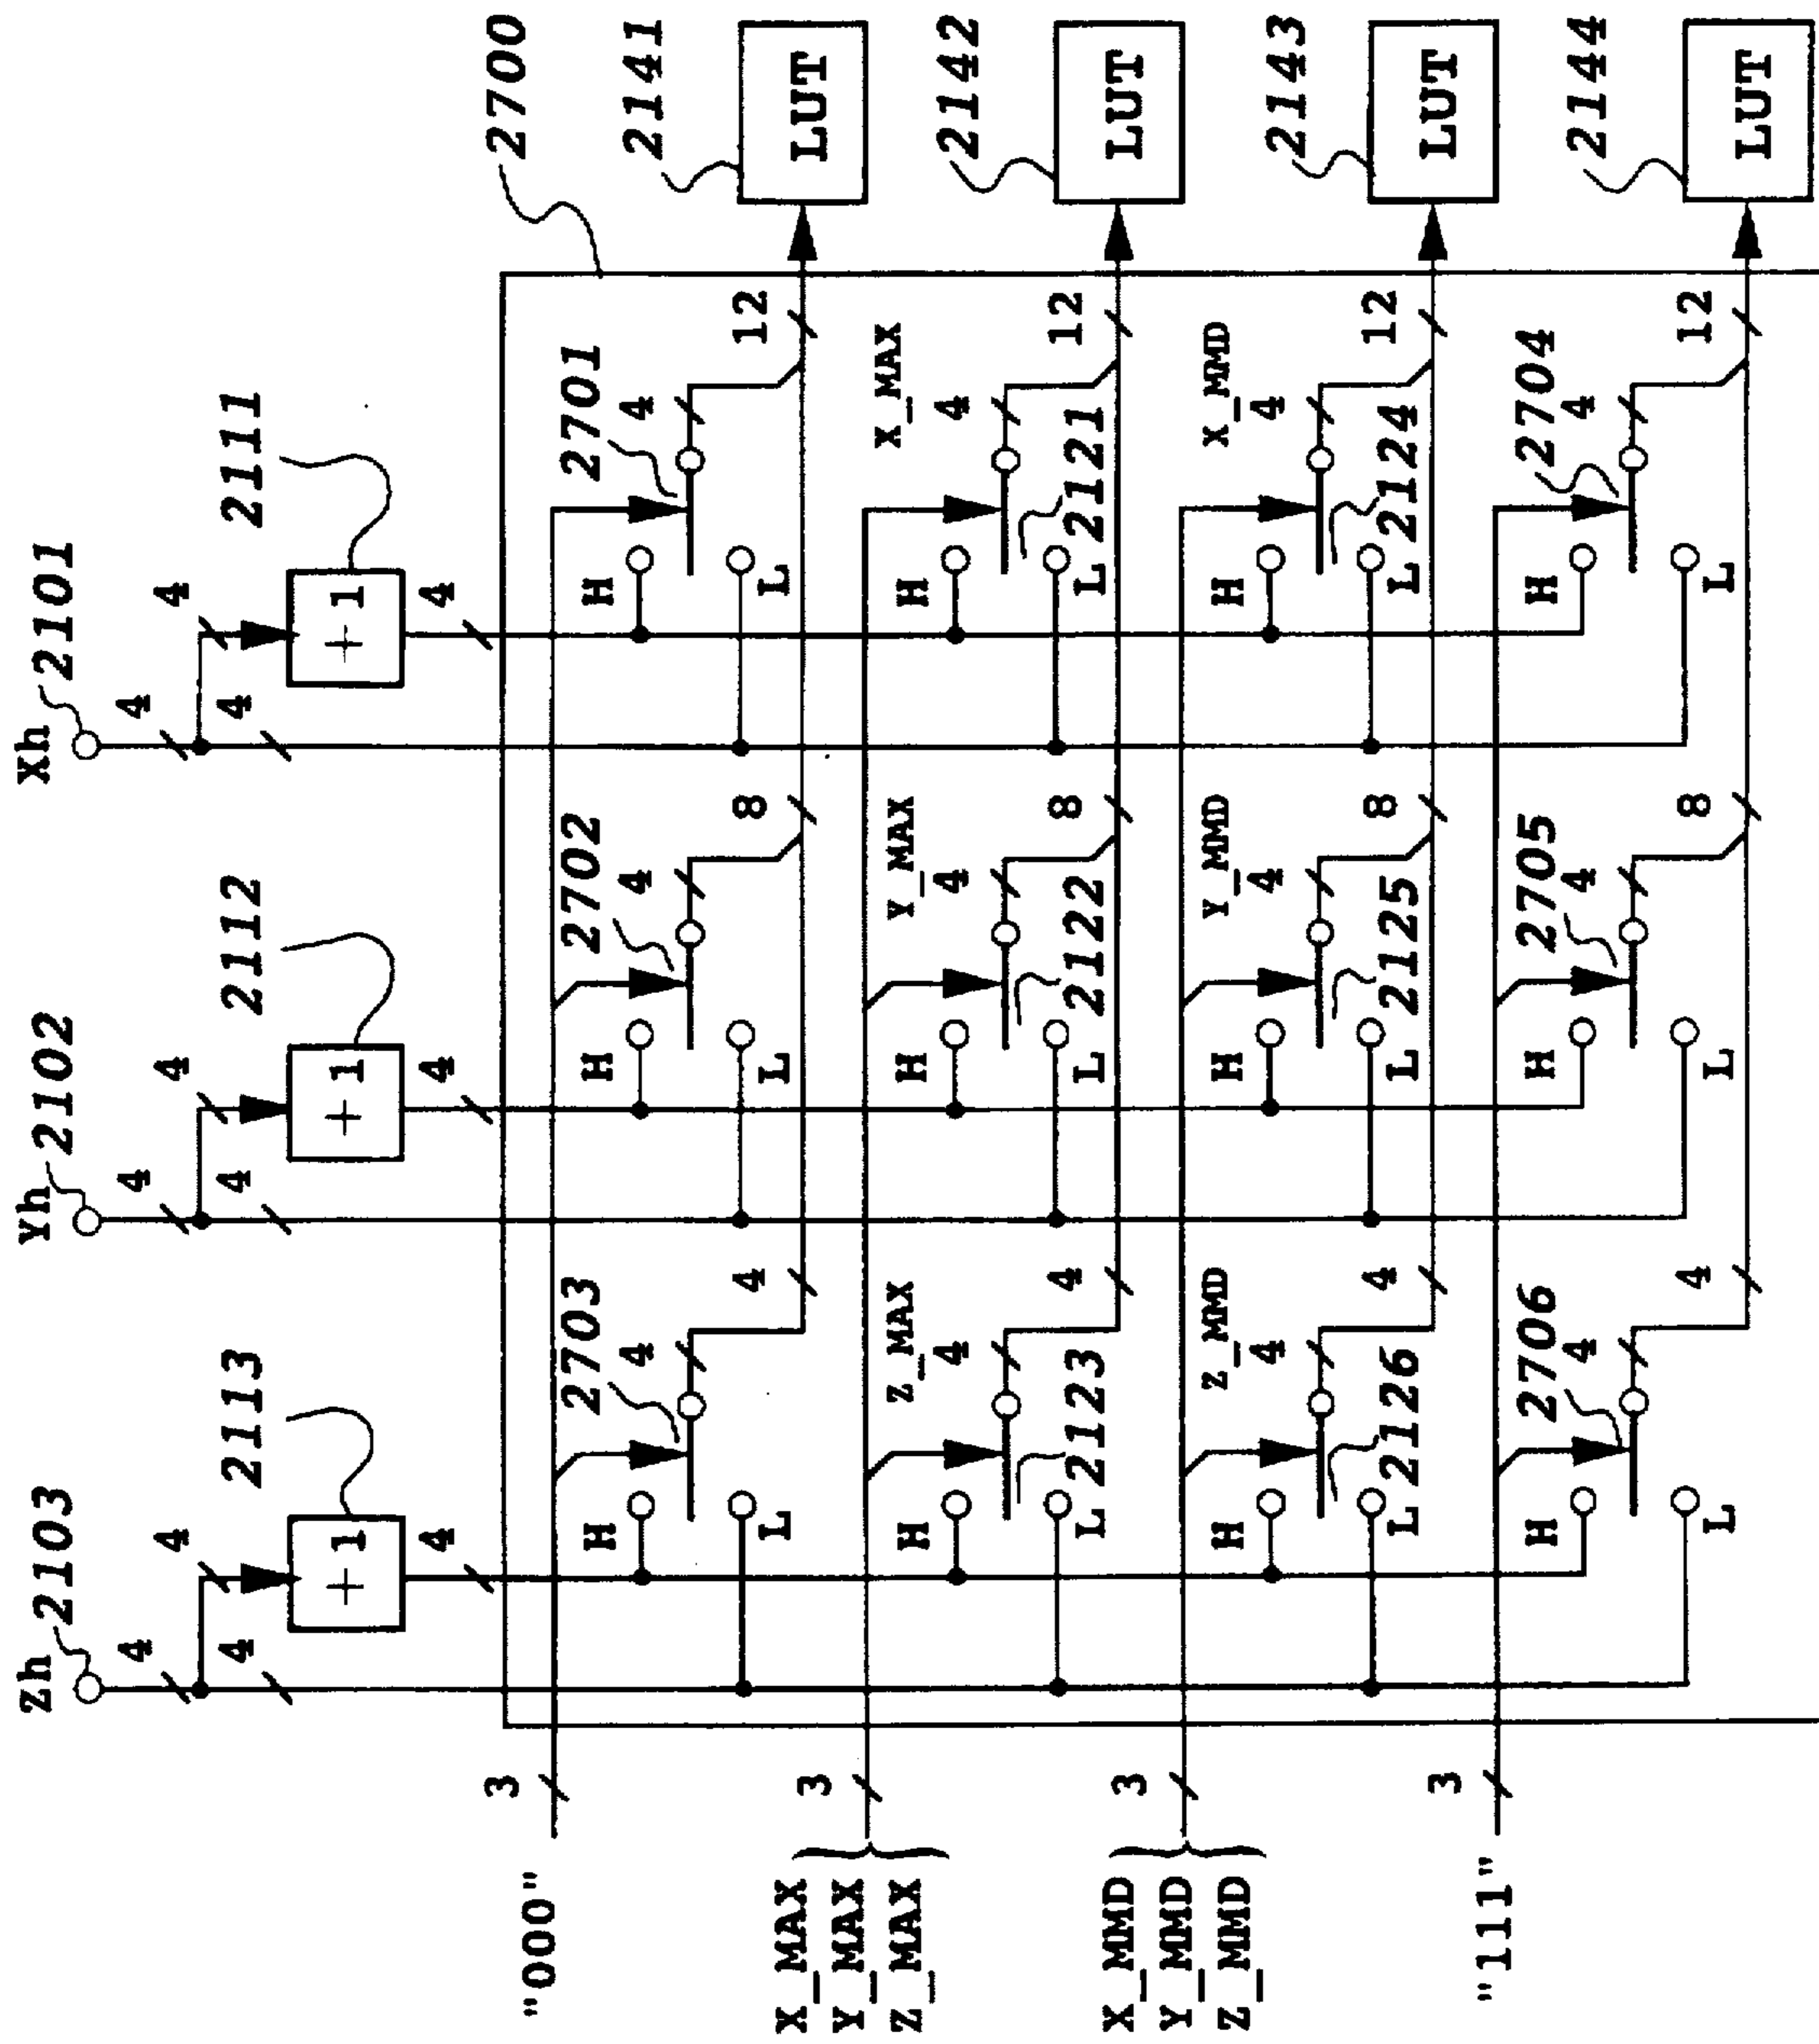 Zh 2103 Yh 2102 Xh 2101
4 4 4 4 4 4
2113 2112 2111
4 4 4
+1 +1 +1
4 4 4
2700
"000" 3
H 2703 4 H 2702 4 H 2701 4
2141
L 4 L 8 L 12
LUT
X_MAX
Y_MAX
Z_MAX
3
Z_MAX Y_MAX X_MAX
H 4 H 4 H 4
2142
L 2123 4 L 2122 8 L 2121 12
LUT
X_MMD
Y_MMD
Z_MMD
3
Z_MMD Y_MMD X_MMD
H 4 H 4 H 4
2143
L 2126 4 L 2125 8 L 2124 12
LUT
"111" 3
H 2706 4 H 2705 4 H 2704 4
2144
L 4 L 8 L 12
LUT